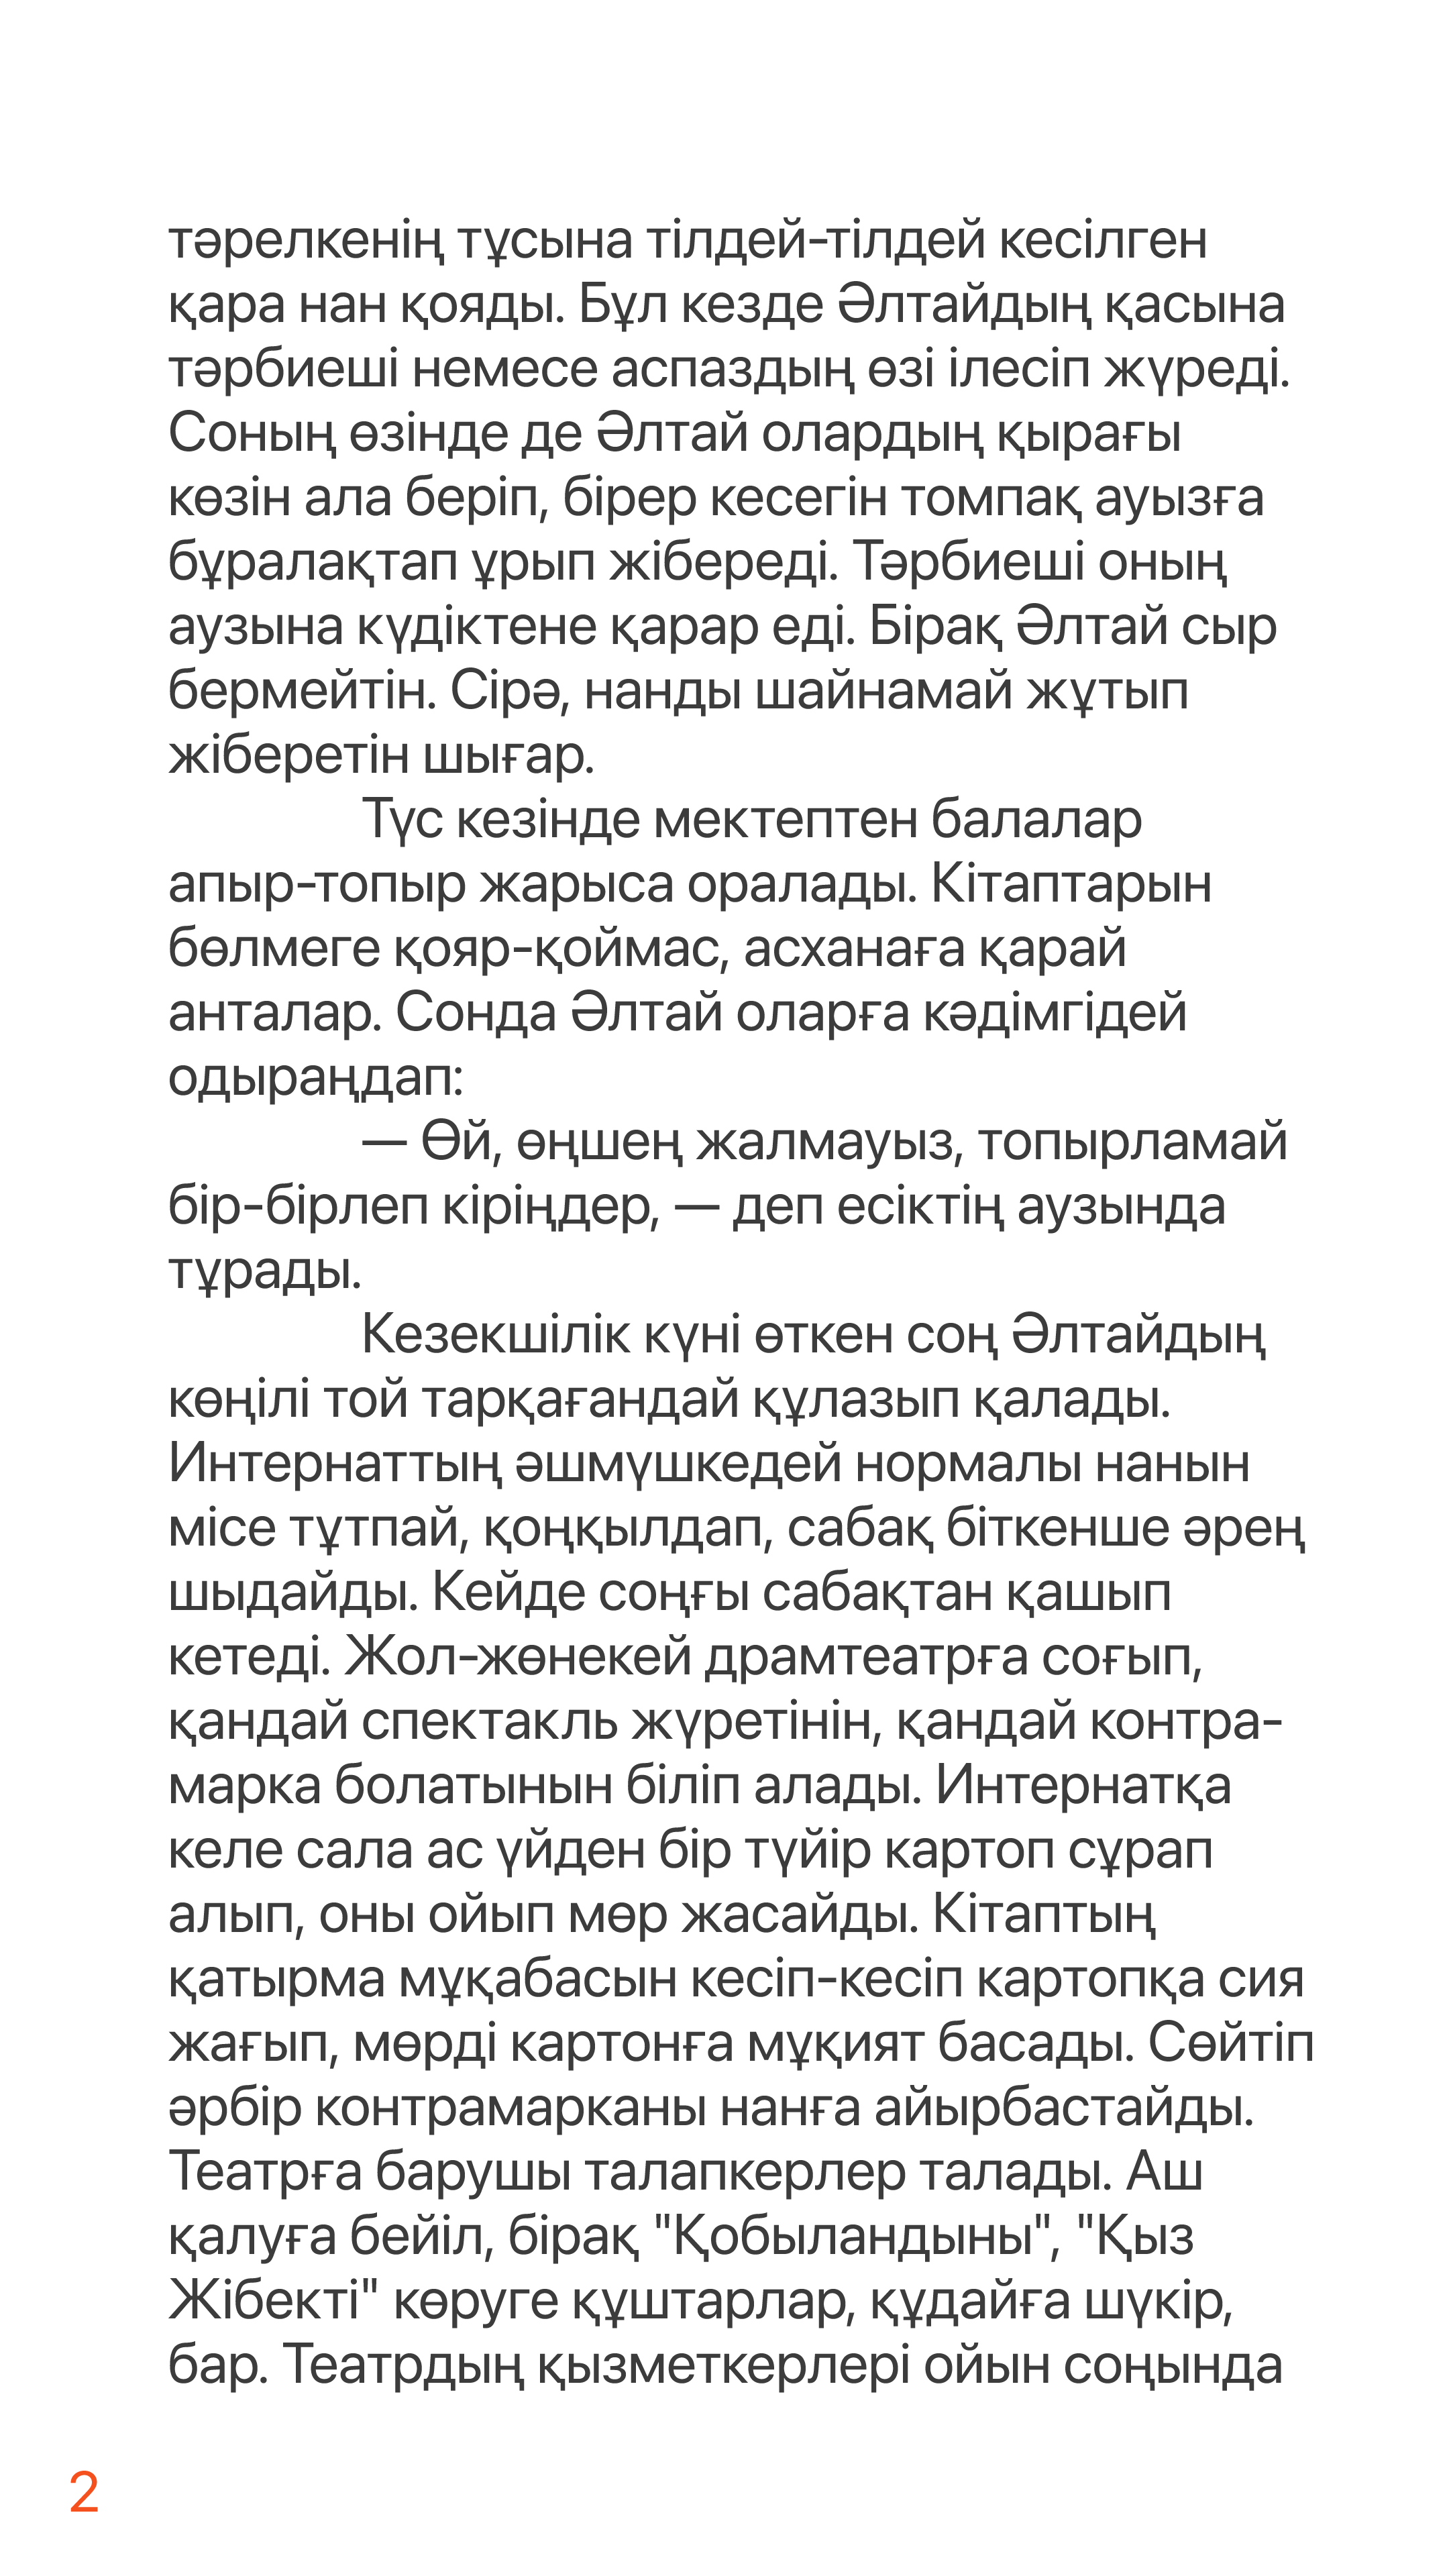 тәрелкенің тұсына тілдей-тілдей кесілген
қара нан қояды. Бұл кезде Әлтайдың қасына
тәрбиеші немесе аспаздың өзі ілесіп жүреді.
Соның өзінде де Әлтай олардың қырағы
көзін ала беріп, бірер кесегін томпақ ауызға
бұралақтап ұрып жібереді. Тәрбиеші оның
аузына күдіктене қарар еді. Бірақ Әлтай сыр
бермейтін. Сірә, нанды шайнамай жұтып
жіберетін шығар.
Түс кезінде мектептен балалар
апыр-топыр жарыса оралады. Кітаптарын
бөлмеге қояр-қоймас, асханаға қарай
анталар. Сонда Әлтай оларға кәдімгідей
одыраңдап:
— Өй, өңшең жалмауыз, топырламай
бір-бірлеп кіріңдер, — деп есіктің аузында
тұрады.
Кезекшілік күні өткен соң Әлтайдың
көңілі той тарқағандай құлазып қалады.
Интернаттың әшмүшкедей нормалы нанын
місе тұтпай, қоңқылдап, сабақ біткенше әрең
шыдайды. Кейде соңғы сабақтан қашып
кетеді. Жол-жөнекей драмтеатрға соғып,
қандай спектакль жүретінін, қандай контра-
марка болатынын біліп алады. Интернатқа
келе сала ас үйден бір түйір картоп сұрап
алып, оны ойып мөр жасайды. Кітаптың
қатырма мұқабасын кесіп-кесіп картопқа сия
жағып, мөрді картонға мұқият басады. Сөйтіп
әрбір контрамарканы нанға айырбастайды.
Театрға барушы талапкерлер талады. Аш
қалуға бейіл, бірақ "Қобыландыны", "Қыз
Жібекті" көруге құштарлар, құдайға шүкір,
бар. Театрдың қызметкерлері ойын соңында
2